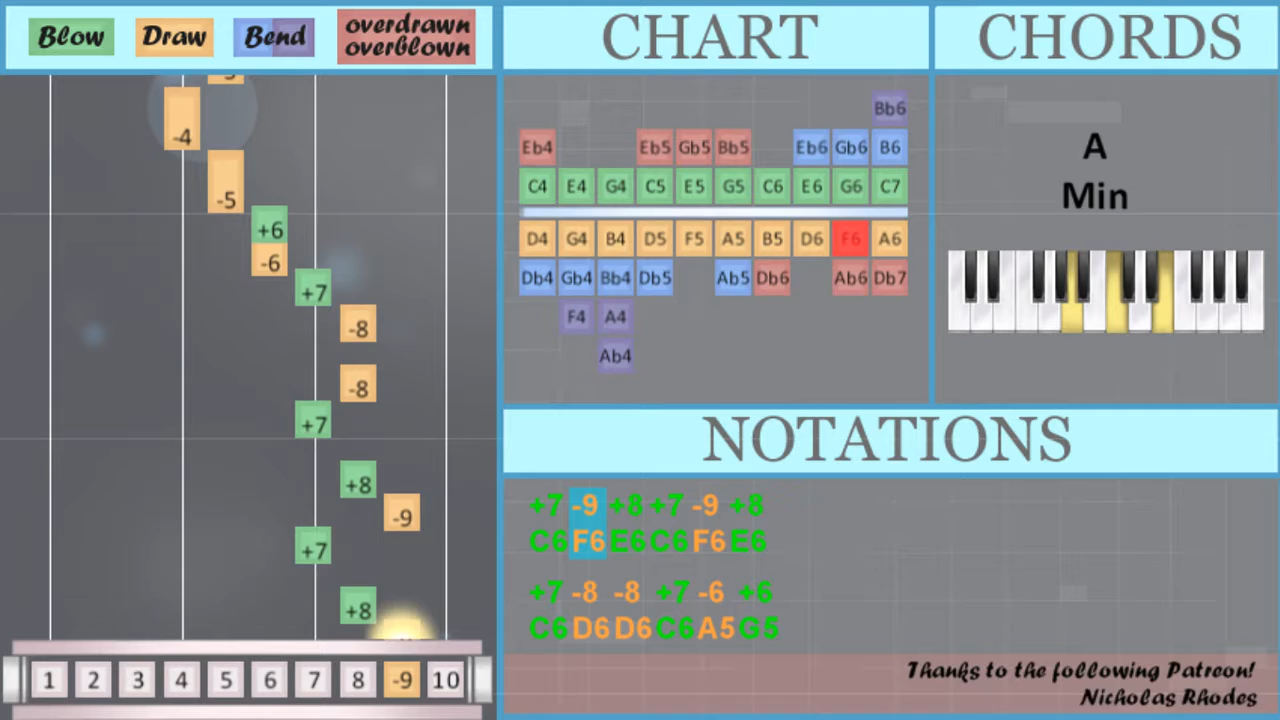 Blow Draw Bend overdrawn
overblown
CHART
CHORDS
-4
-5
+6
-6
+7
-8
-8
+7
+8
-9
+7
+8
1 2 3 4 5 6 7 8 -9 10
Bb6
Eb4 Eb5 Gb5 Bb5 Eb6 Gb6 B6
C4 E4 G4 C5 E5 G5 C6 E6 G6 C7
D4 G4 B4 D5 F5 A5 B5 D6 F6 A6
Db4 Gb4 Bb4 Db5 Ab5 Db6 Ab6 Db7
F4 A4
Ab4
A
Min
NOTATIONS
+7 -9 +8 +7 -9 +8
C6 F6 E6 C6 F6 E6
+7 -8 -8 +7 -6 +6
C6 D6 D6 C6 A5 G5
Thanks to the following Patreon!
Nicholas Rhodes